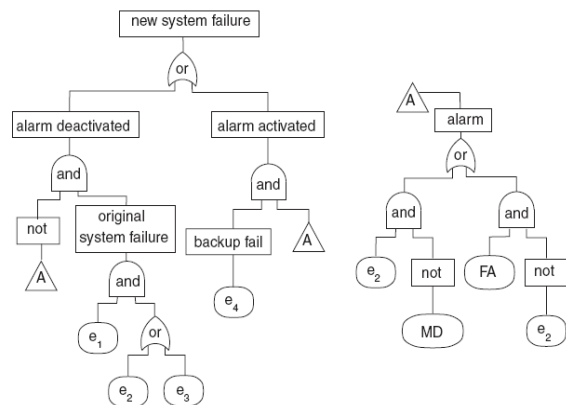 new system failure
or
alarm deactivated
alarm activated
and
and
not
original
system failure
backup fail
A
A
and
e4
e1
or
e2
e3
A
alarm
or
and
and
e2
not
FA
not
MD
e2